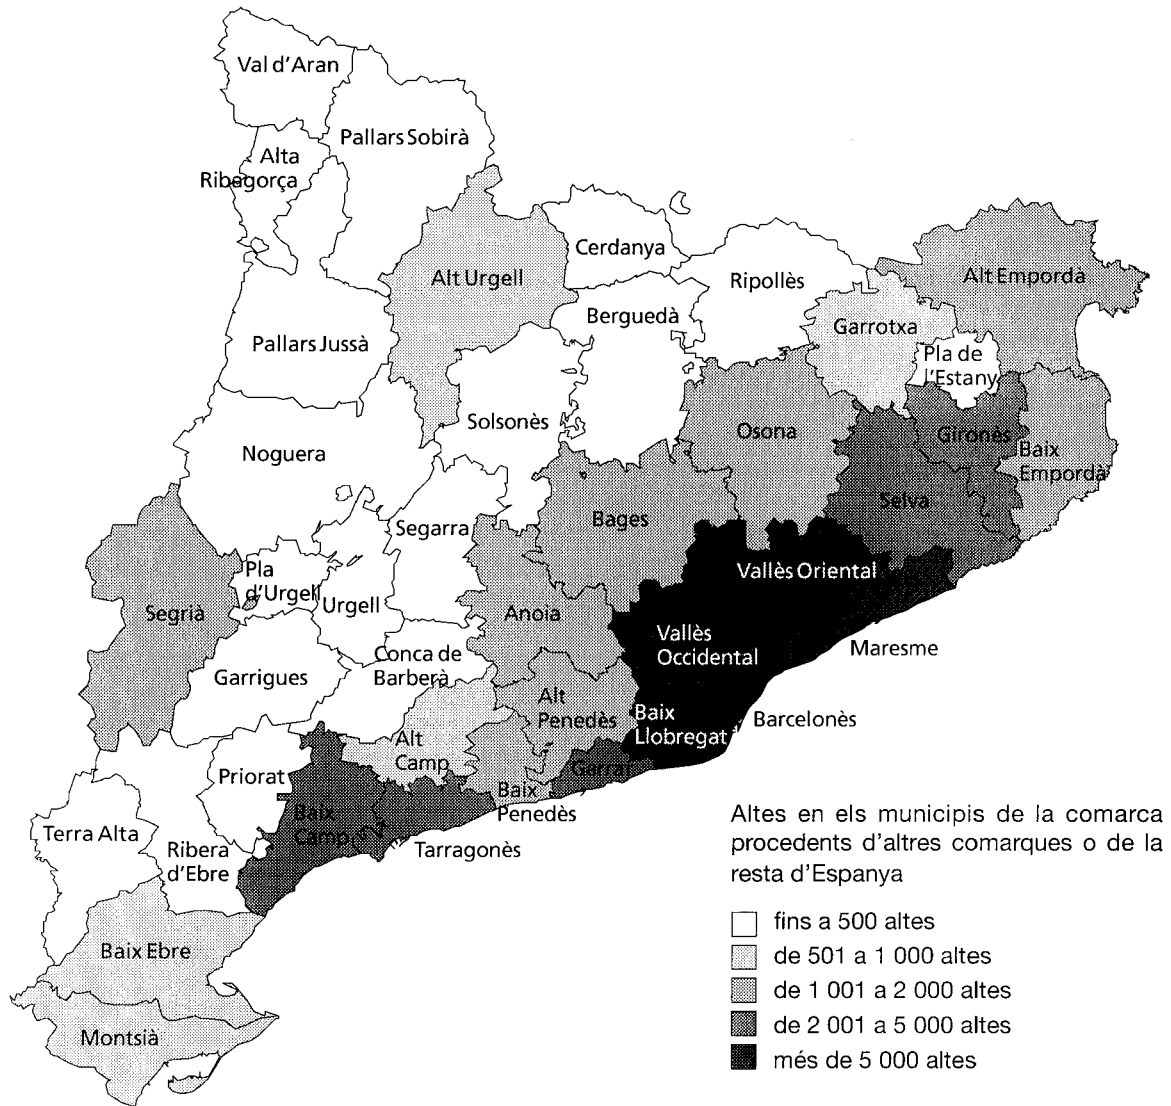 Val d'Aran
Pallars Sobirà
Alta
Ribagorça
Cerdanya
Alt Urgell
Ripollès
Alt Emporda
Berguedà
Garrotxa
Pallars Jussà
Pla de
l'Estany
Solsonès
Osona
Gironès
Noguera
Baix
Empordà
Selva
Bages
Segarra
Pla
d'Urgell
Vallès Oriental
Segrià
Urgell
Anoia
Vallès
Occidental
Maresme
Conca de
Barberà
Garrigues
Alt
Penedès
Baix
Llobregat
Barcelonès
Alt
Camp
Garraf
Priorat
Baix
Penedès
Baix
Camp
Terra Alta
Ribera
d'Ebre
Tarragonès
Baix Ebre
Montsià
Altes en els municipis de la comarca
procedents d'altres comarques o de la
resta d'Espanya
fins a 500 altes
de 501 a 1 000 altes
de 1 001 a 2 000 altes
de 2 001 a 5 000 altes
més de 5 000 altes